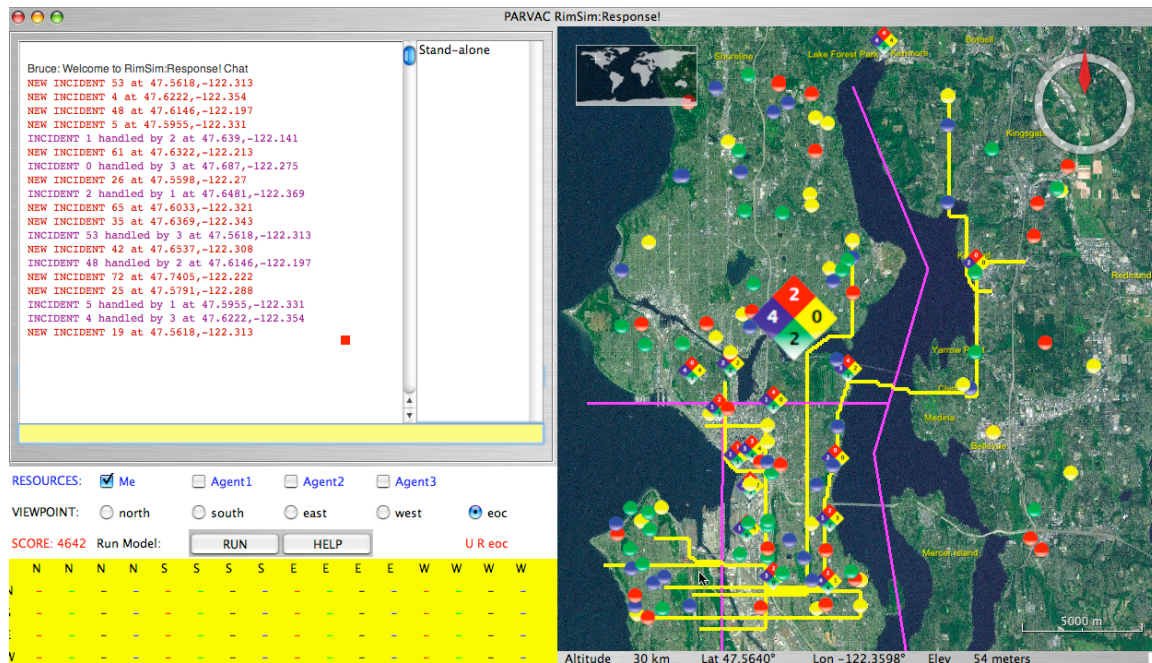 PARVAC RimSim:Response!
Stand-alone
Bruce: Welcome to RimSim:Response! Chat
NEW INCIDENT 53 at 47.5618,-122.313
NEW INCIDENT 4 at 47.6222,-122.354
NEW INCIDENT 48 at 47.6146,-122.197
NEW INCIDENT 5 at 47.5955,-122.331
INCIDENT 1 handled by 2 at 47.639,-122.141
NEW INCIDENT 61 at 47.6322,-122.213
INCIDENT 0 handled by 3 at 47.687,-122.275
NEW INCIDENT 26 at 47.5598,-122.27
INCIDENT 2 handled by 1 at 47.6481,-122.369
NEW INCIDENT 65 at 47.6033,-122.321
NEW INCIDENT 35 at 47.6369,-122.343
INCIDENT 53 handled by 3 at 47.5618,-122.313
NEW INCIDENT 42 at 47.6537,-122.308
INCIDENT 48 handled by 2 at 47.6146,-122.197
NEW INCIDENT 72 at 47.7405,-122.222
NEW INCIDENT 25 at 47.5791,-122.288
INCIDENT 5 handled by 1 at 47.5955,-122.331
INCIDENT 4 handled by 3 at 47.6222,-122.354
NEW INCIDENT 19 at 47.5618,-122.313
RESOURCES: Me Agent1 Agent2 Agent3
VIEWPOINT: north south east west eoc
SCORE: 4642 Run Model: RUN HELP U R eoc
N N N N S S S S E E E E W W W W
Shoreline
Lake Forest Park
Kenmore
Bothell
Redmond
2
4 0
2
Medina
Bellevue
Mercer Island
5000 m
Altitude 30 km Lat 47.5640° Lon -122.3598° Elev 54 meters